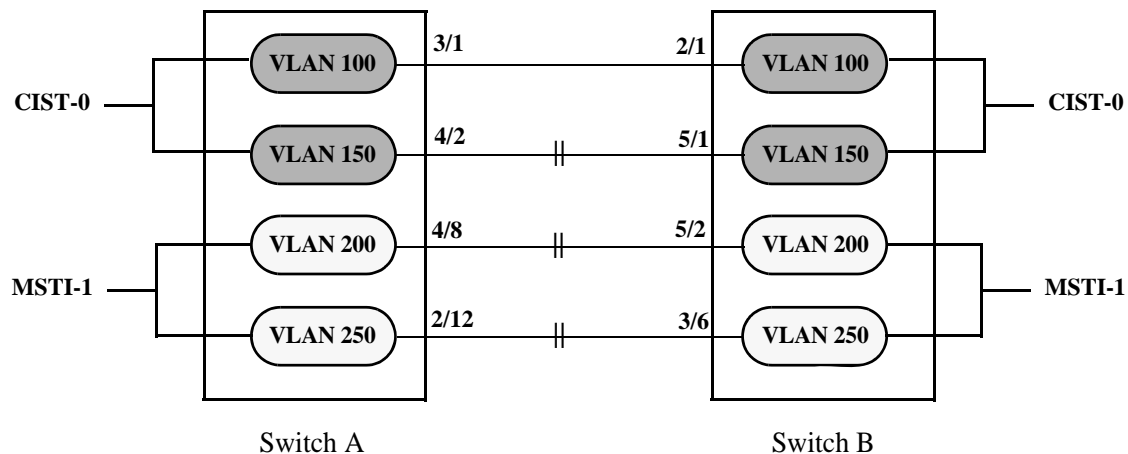 3/1 2/1
VLAN 100 VLAN 100
CIST-0 CIST-0
4/2 5/1
VLAN 150 VLAN 150
4/8 5/2
VLAN 200 VLAN 200
MSTI-1 MSTI-1
2/12 3/6
VLAN 250 VLAN 250
Switch A Switch B